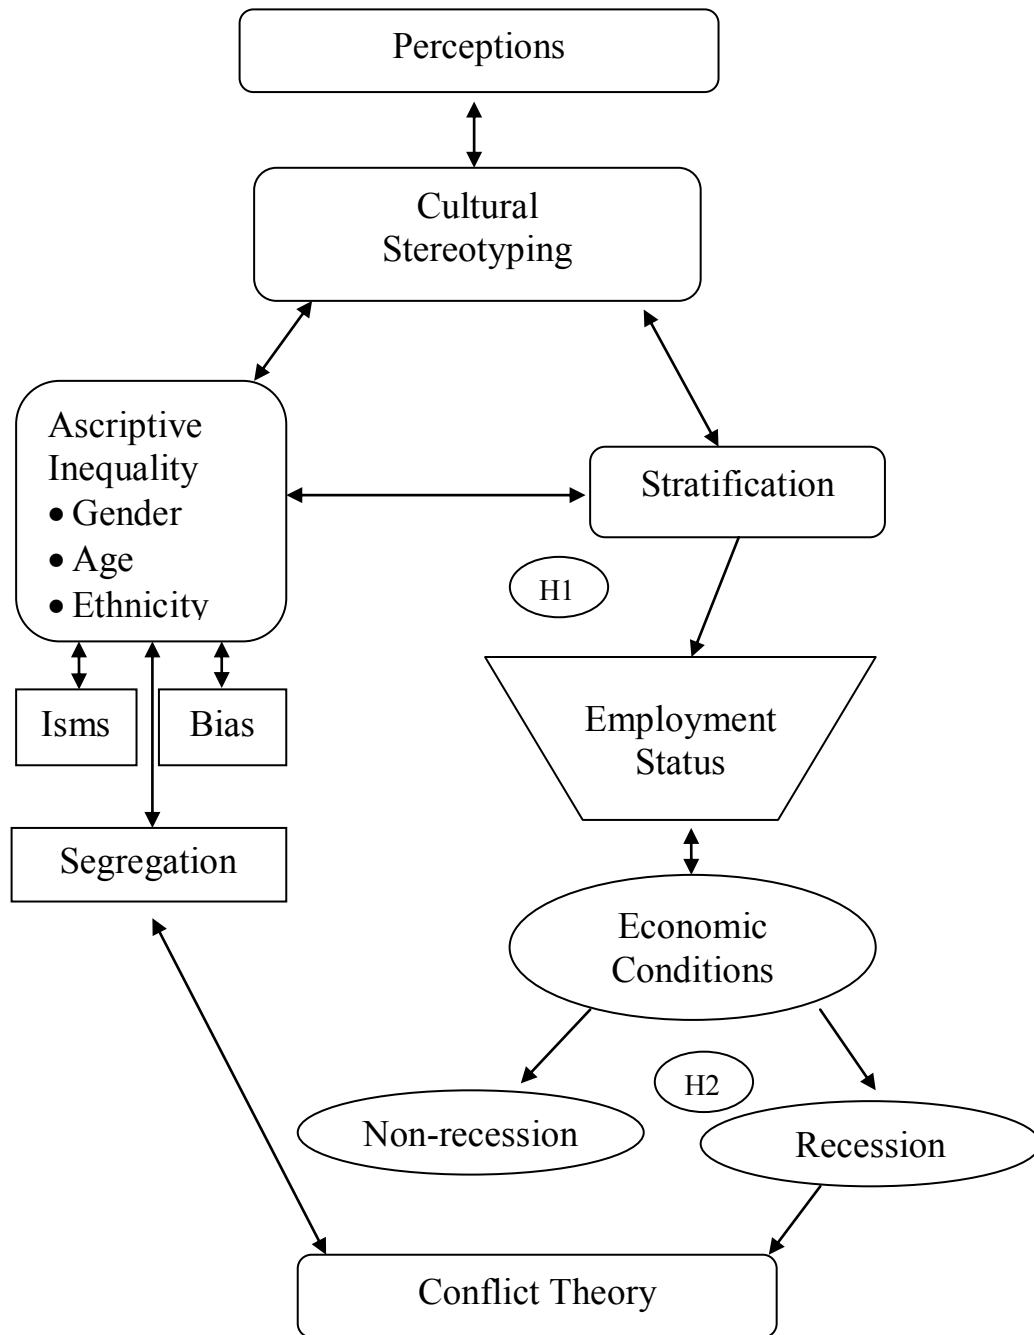 Perceptions
Cultural
Stereotyping
Ascriptive
Inequality
• Gender
• Age
• Ethnicity
Stratification
H1
Isms
Bias
Employment
Status
Segregation
Economic
Conditions
H2
Non-recession
Recession
Conflict Theory